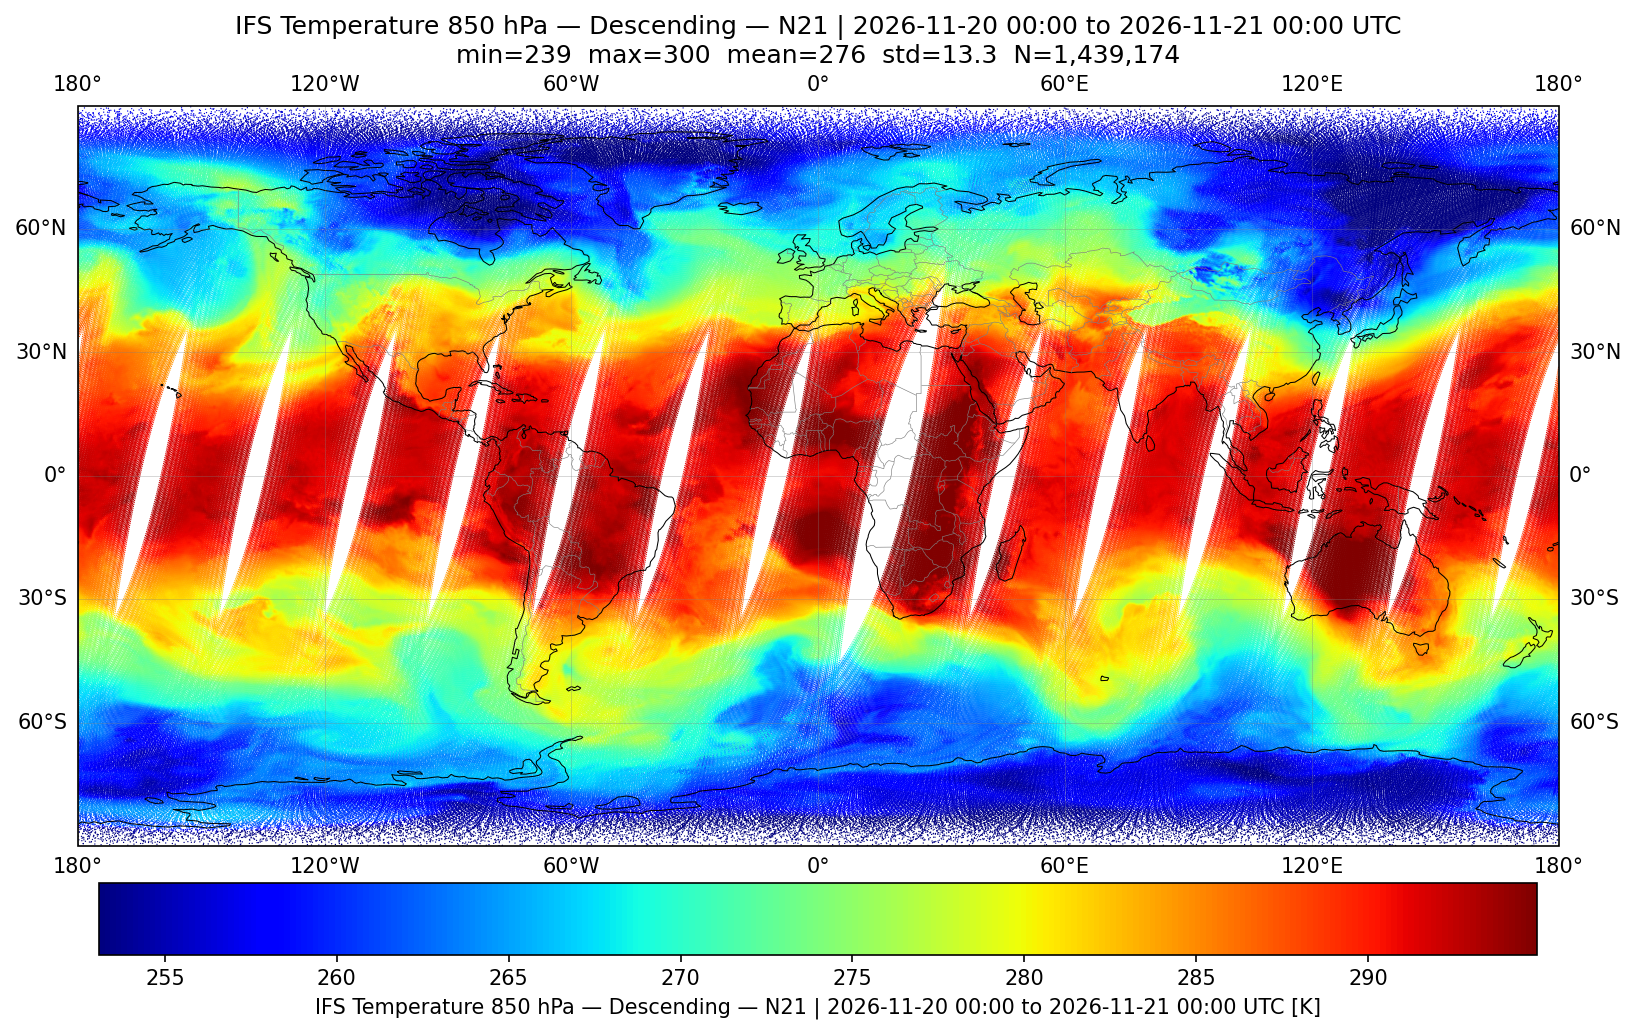 IFS Temperature 850 hPa — Descending — N21 | 2026-11-20 00:00 to 2026-11-21 00:00 UTC
min=239 max=300 mean=276 std=13.3 N=1,439,174
180° 120°W 60°W 0° 60°E 120°E 180°
60°N 60°N
30°N 30°N
0° 0°
30°S 30°S
60°S 60°S
180° 120°W 60°W 0° 60°E 120°E 180°
255 260 265 270 275 280 285 290
IFS Temperature 850 hPa — Descending — N21 | 2026-11-20 00:00 to 2026-11-21 00:00 UTC [K]